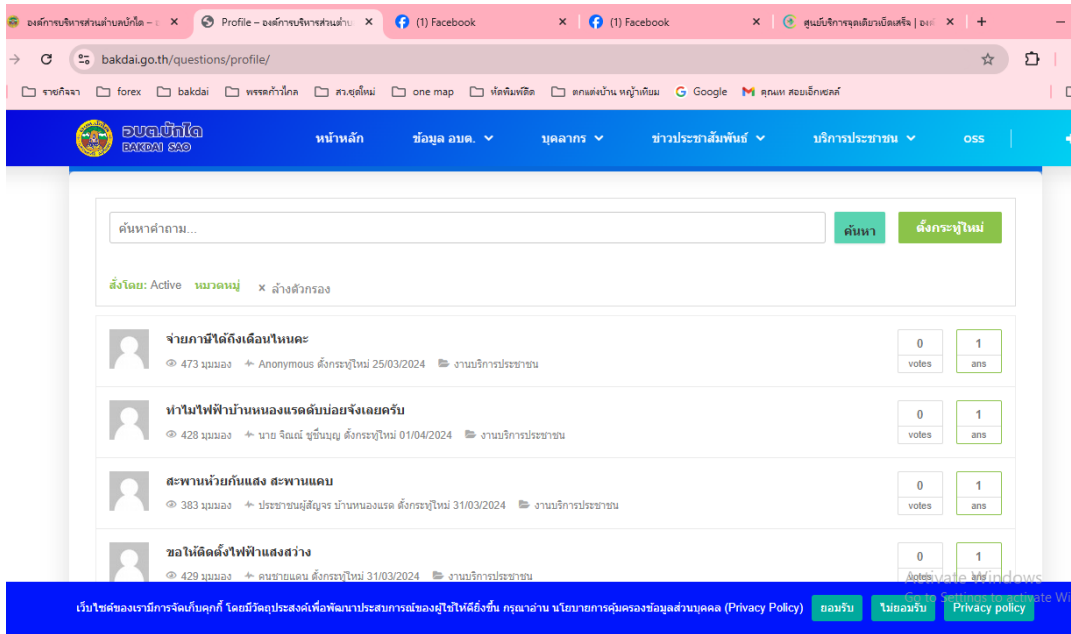 องค์การบริหารส่วนตำบลบักได – Profile – องค์การบริหารส่วนตำบ (1) Facebook (1) Facebook ศูนย์บริการจุดเดียวเบ็ดเสร็จ | องค์
bakdai.go.th/questions/profile/
รายกิจจา forex bakdai พรรคก้าวไกล สว.ชุดใหม่ one map หัดพิมพ์ดีด ตกแต่งบ้าน หญ้าเทียม Google คุณเท สอบเอ็กเซลล์
อบต.บักได หน้าหลัก ข้อมูล อบต. บุคลากร ข่าวประชาสัมพันธ์ บริการประชาชน oss
BAKDAI SAO
ค้นหาคำถาม... ค้นหา ตั้งกระทู้ใหม่
สั่งโดย: Active หมวดหมู่ × ล้างตัวกรอง
จ่ายภาษีได้ถึงเดือนไหนคะ 0 1
473 มุมมอง Anonymous ตั้งกระทู้ใหม่ 25/03/2024 งานบริการประชาชน votes ans
ทำไมไฟฟ้าบ้านหนองแรดดับบ่อยจังเลยครับ 0 1
428 มุมมอง นาย จิณณ์ ชูชื่นบุญ ตั้งกระทู้ใหม่ 01/04/2024 งานบริการประชาชน votes ans
สะพานห้วยกันแสง สะพานแคบ 0 1
383 มุมมอง ประชาชนผู้สัญจร บ้านหนองแรด ตั้งกระทู้ใหม่ 31/03/2024 งานบริการประชาชน votes ans
ขอให้ติดตั้งไฟฟ้าแสงสว่าง 0 1
429 มุมมอง คนชายแดน ตั้งกระทู้ใหม่ 31/03/2024 งานบริการประชาชน votes ans
Activate Windows
Go to Settings to activate Wi
เว็บไซต์ของเรามีการจัดเก็บคุกกี้ โดยมีวัตถุประสงค์เพื่อพัฒนาประสบการณ์ของผู้ใช้ให้ดียิ่งขึ้น กรุณาอ่าน นโยบายการคุ้มครองข้อมูลส่วนบุคคล (Privacy Policy) ยอมรับ ไม่ยอมรับ Privacy policy